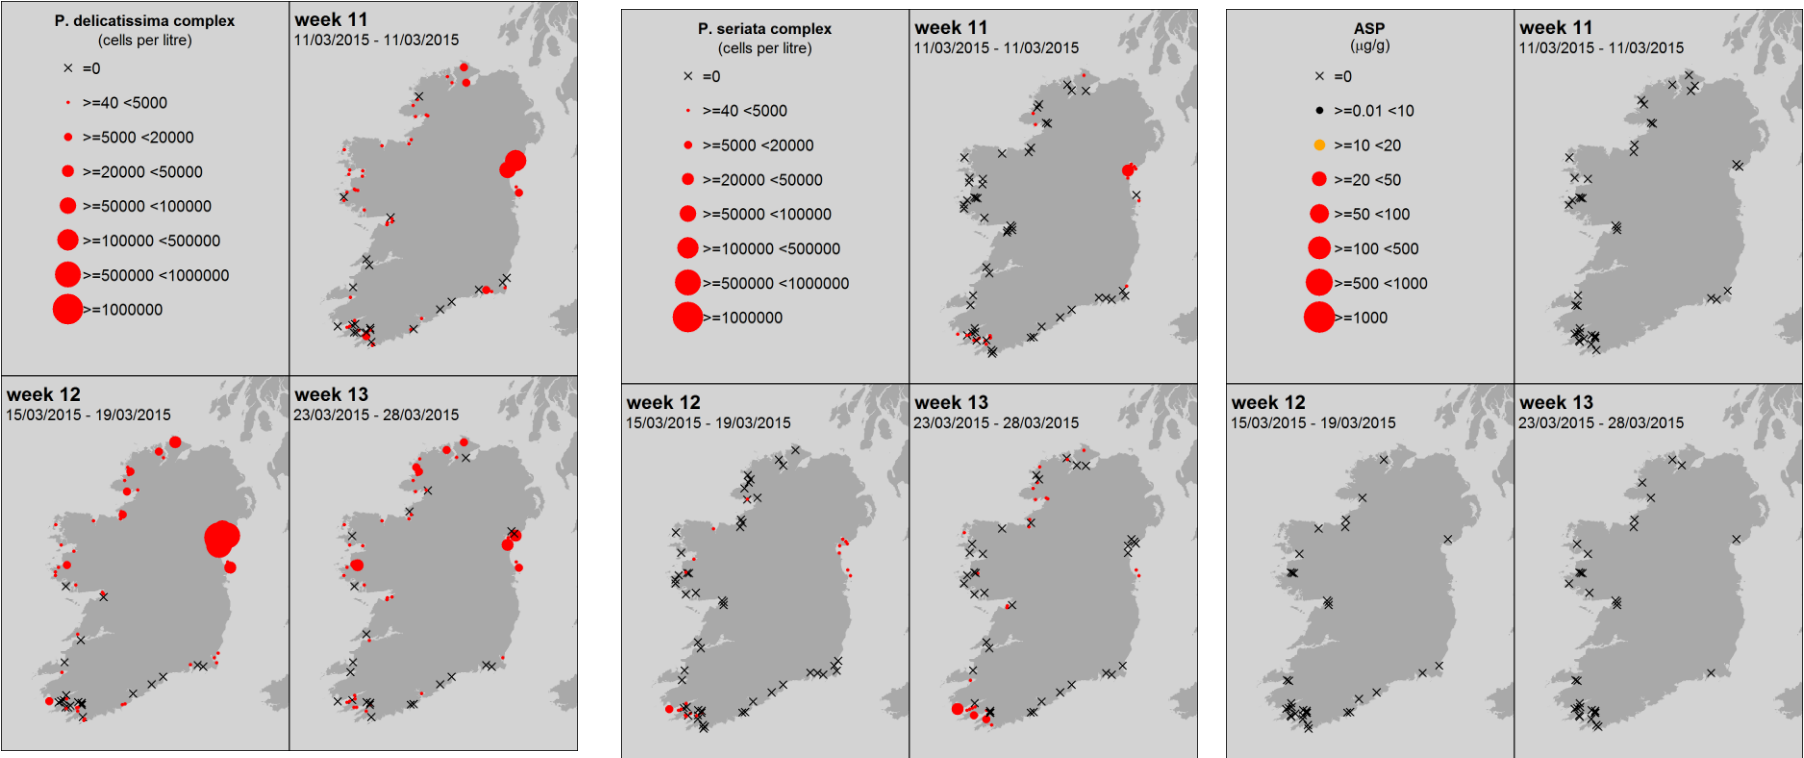 P. delicatissima complex
(cells per litre)
=0
>=40 <5000
>=5000 <20000
>=20000 <50000
>=50000 <100000
>=100000 <500000
>=500000 <1000000
>=1000000
week 11
11/03/2015 - 11/03/2015
week 12
15/03/2015 - 19/03/2015
week 13
23/03/2015 - 28/03/2015
P. seriata complex
(cells per litre)
=0
>=40 <5000
>=5000 <20000
>=20000 <50000
>=50000 <100000
>=100000 <500000
>=500000 <1000000
>=1000000
week 11
11/03/2015 - 11/03/2015
week 12
15/03/2015 - 19/03/2015
week 13
23/03/2015 - 28/03/2015
ASP
(µg/g)
=0
>=0.01 <10
>=10 <20
>=20 <50
>=50 <100
>=100 <500
>=500 <1000
>=1000
week 11
11/03/2015 - 11/03/2015
week 12
15/03/2015 - 19/03/2015
week 13
23/03/2015 - 28/03/2015